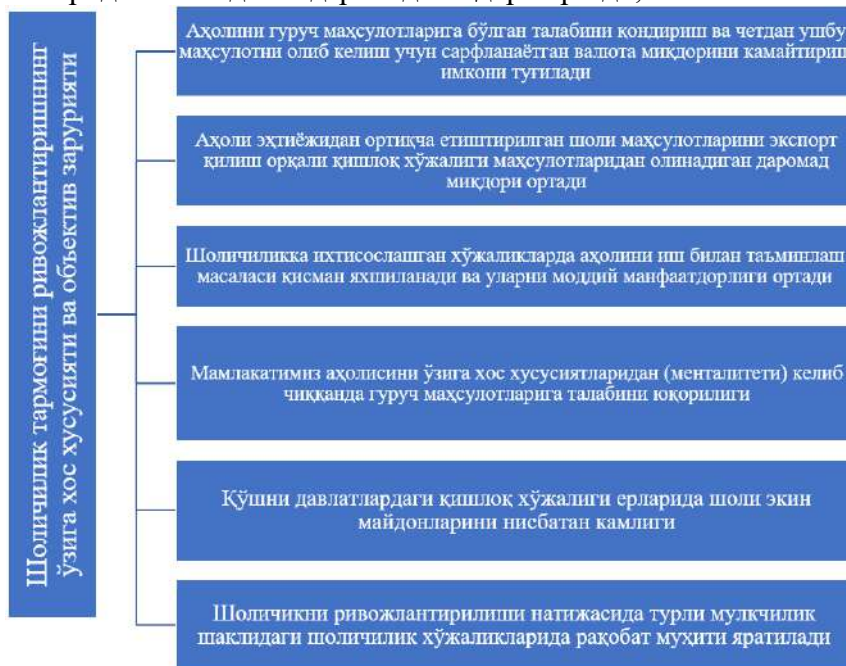 Шоличилик тармоғини ривожлантиришнинг
ўзига хос хусусияти ва объектив зарурияти
Аҳолини гуруч маҳсулотларига бўлган талабини қондириш ва четдан ушбу
маҳсулотни олиб келиш учун сарфланаётган валюта миқдорини камайтириш
имкони туғилади
Аҳоли эҳтиёжидан ортиқча етиштирилган шоли маҳсулотларини экспорт
қилиш орқали қишлоқ хўжалиги маҳсулотларидан олинадиган даромад
миқдори ортади
Шоличиликка ихтисослашган хўжаликларда аҳолини иш билан таъминлаш
масаласи қисман яхшиланади ва уларни моддий манфаатдорлиги ортади
Мамлакатимиз аҳолисини ўзига хос хусусиятларидан (менталитети) келиб
чиққанда гуруч маҳсулотларига талабини юқорилиги
Қўшни давлатлардаги қишлоқ хўжалиги ерларида шоли экин
майдонларини нисбатан камлиги
Шоличикни ривожлантирилиши натижасида турли мулкчилик
шаклидаги шоличилик хўжаликларида рақобат муҳити яратилади